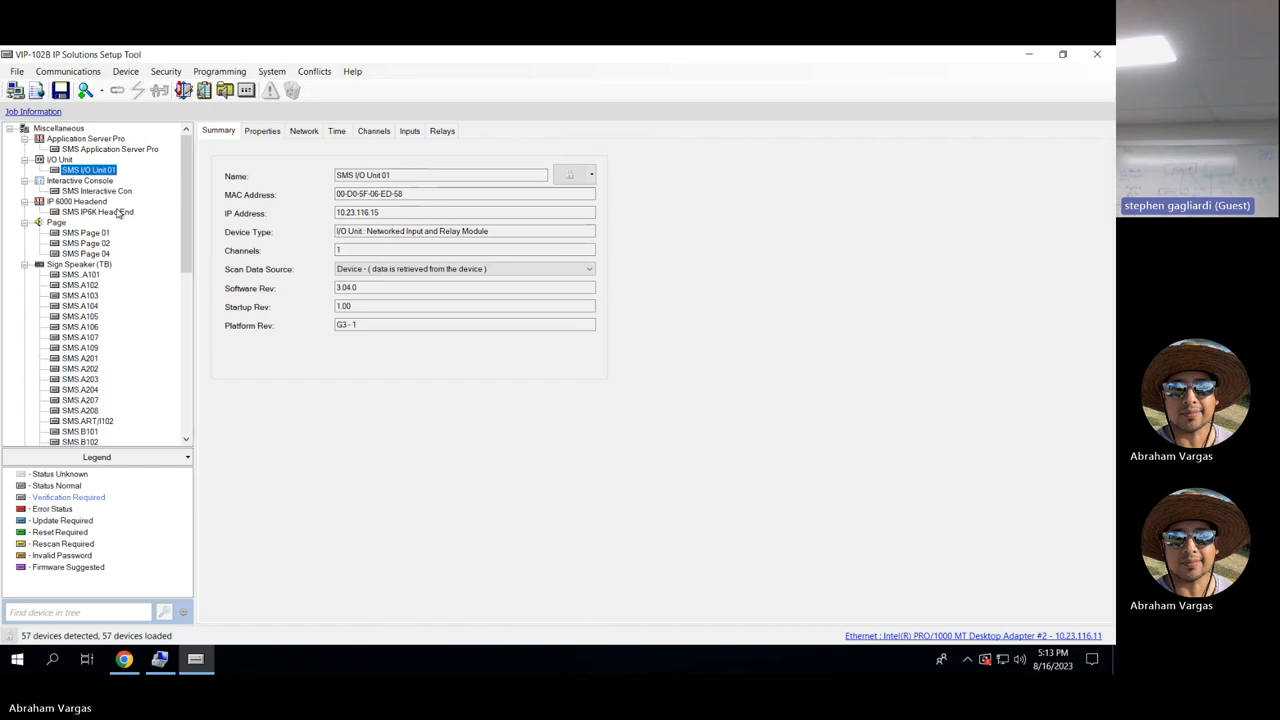 VIP-102B IP Solutions Setup Tool
File Communications Device Security Programming System Conflicts Help
Job Information
Miscellaneous
Application Server Pro
SMS Application Server Pro
I/O Unit
SMS I/O Unit 01
Interactive Console
SMS Interactive Con
IP 6000 Headend
SMS IP6K HeadEnd
Page
SMS Page 01
SMS Page 02
SMS Page 04
Sign Speaker (TB)
SMS .A101
SMS.A102
SMS.A103
SMS.A104
SMS.A105
SMS.A106
SMS.A107
SMS.A109
SMS.A201
SMS.A202
SMS.A203
SMS.A204
SMS.A207
SMS.A208
SMS.ART/I102
SMS.B101
SMS.B102
Legend
- Status Unknown
- Status Normal
- Verification Required
- Error Status
- Update Required
- Reset Required
- Rescan Required
- Invalid Password
- Firmware Suggested
Find device in tree
57 devices detected, 57 devices loaded
Summary Properties Network Time Channels Inputs Relays
Name: SMS I/O Unit 01
MAC Address: 00-D0-5F-06-ED-58
IP Address: 10.23.116.15
Device Type: I/O Unit : Networked Input and Relay Module
Channels: 1
Scan Data Source: Device - ( data is retrieved from the device )
Software Rev: 3.04.0
Startup Rev: 1.00
Platform Rev: G3 - 1
Ethernet : Intel(R) PRO/1000 MT Desktop Adapter #2 - 10.23.116.11
5:13 PM
8/16/2023
stephen gagliardi (Guest)
Abraham Vargas
Abraham Vargas
Abraham Vargas